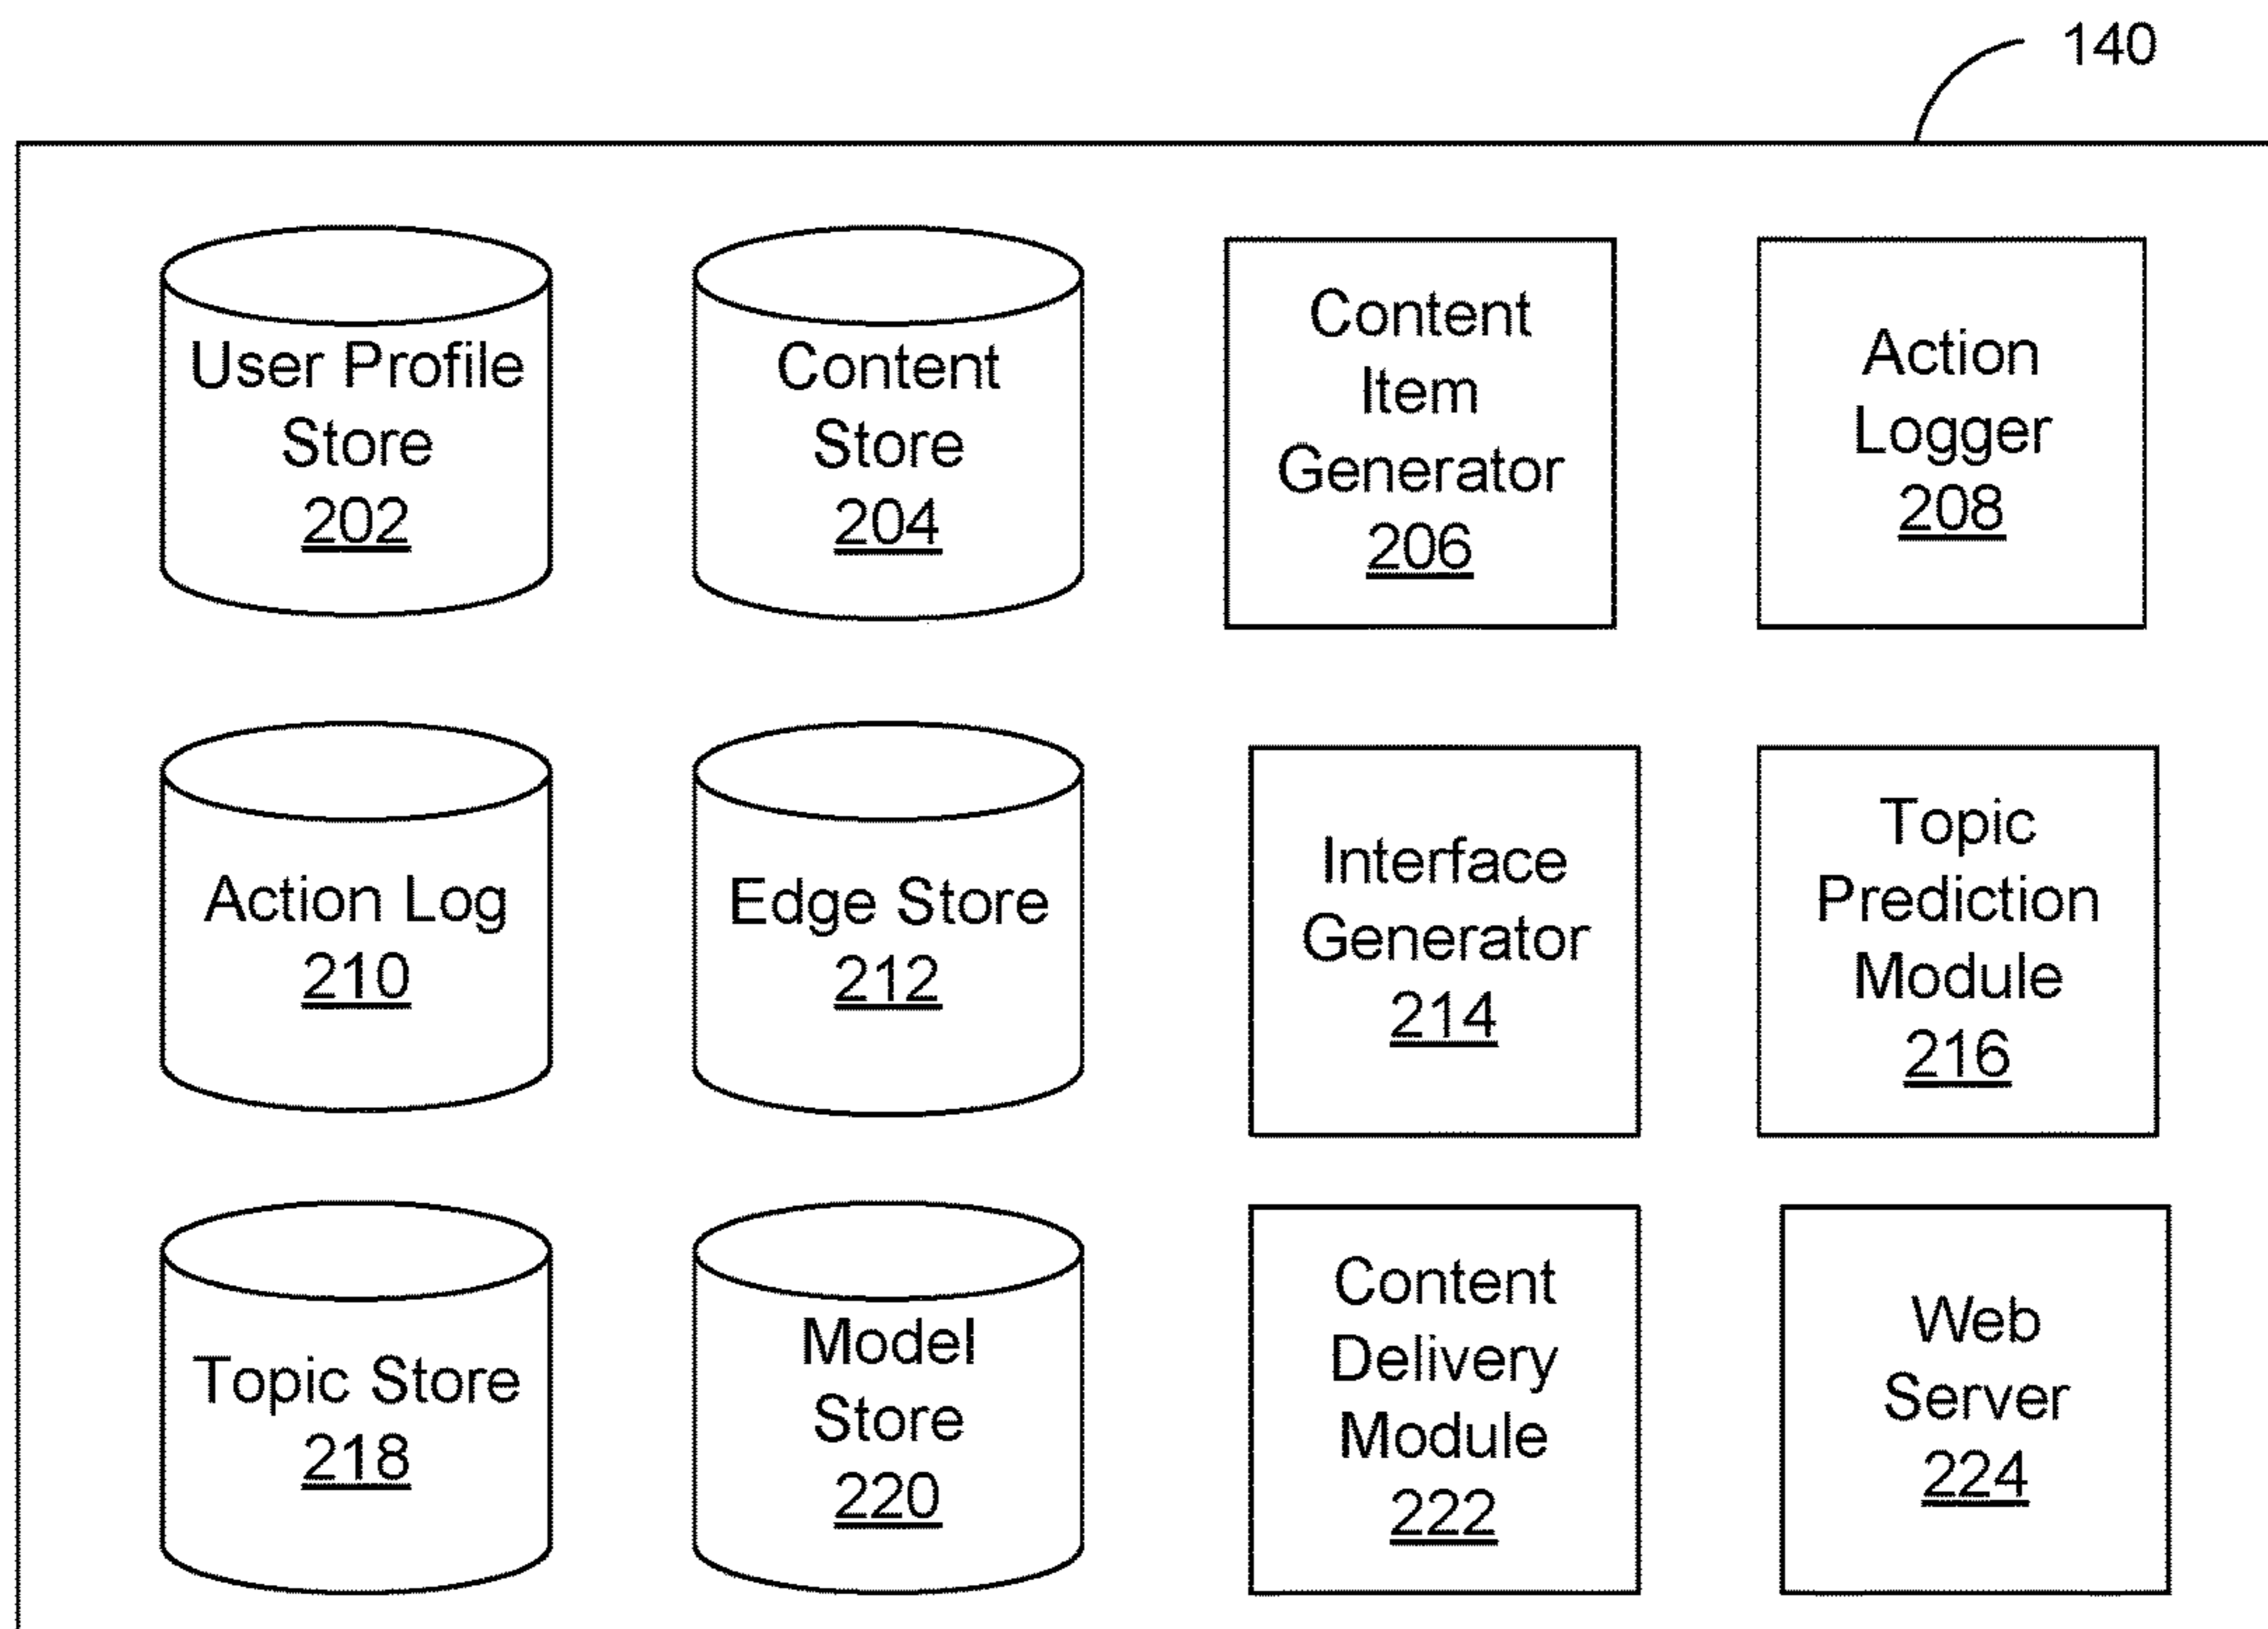 140
User Profile
Store
202
Content
Store
204
Content
Item
Generator
206
Action
Logger
208
Action Log
210
Edge Store
212
Interface
Generator
214
Topic
Prediction
Module
216
Topic Store
218
Model
Store
220
Content
Delivery
Module
222
Web
Server
224